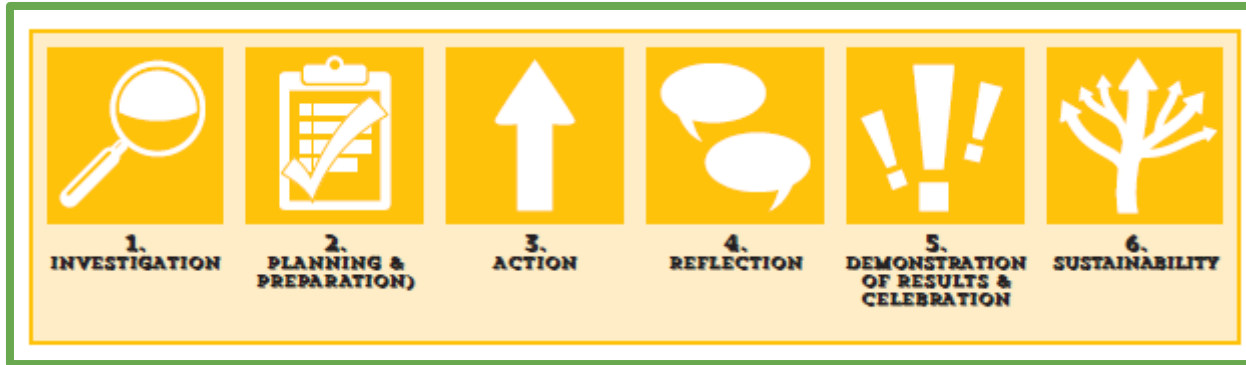 1.
INVESTIGATION
2.
PLANNING &
PREPARATION)
3.
ACTION
4.
REFLECTION
5.
DEMONSTRATION
OF RESULTS &
CELEBRATION
6.
SUSTAINABILITY